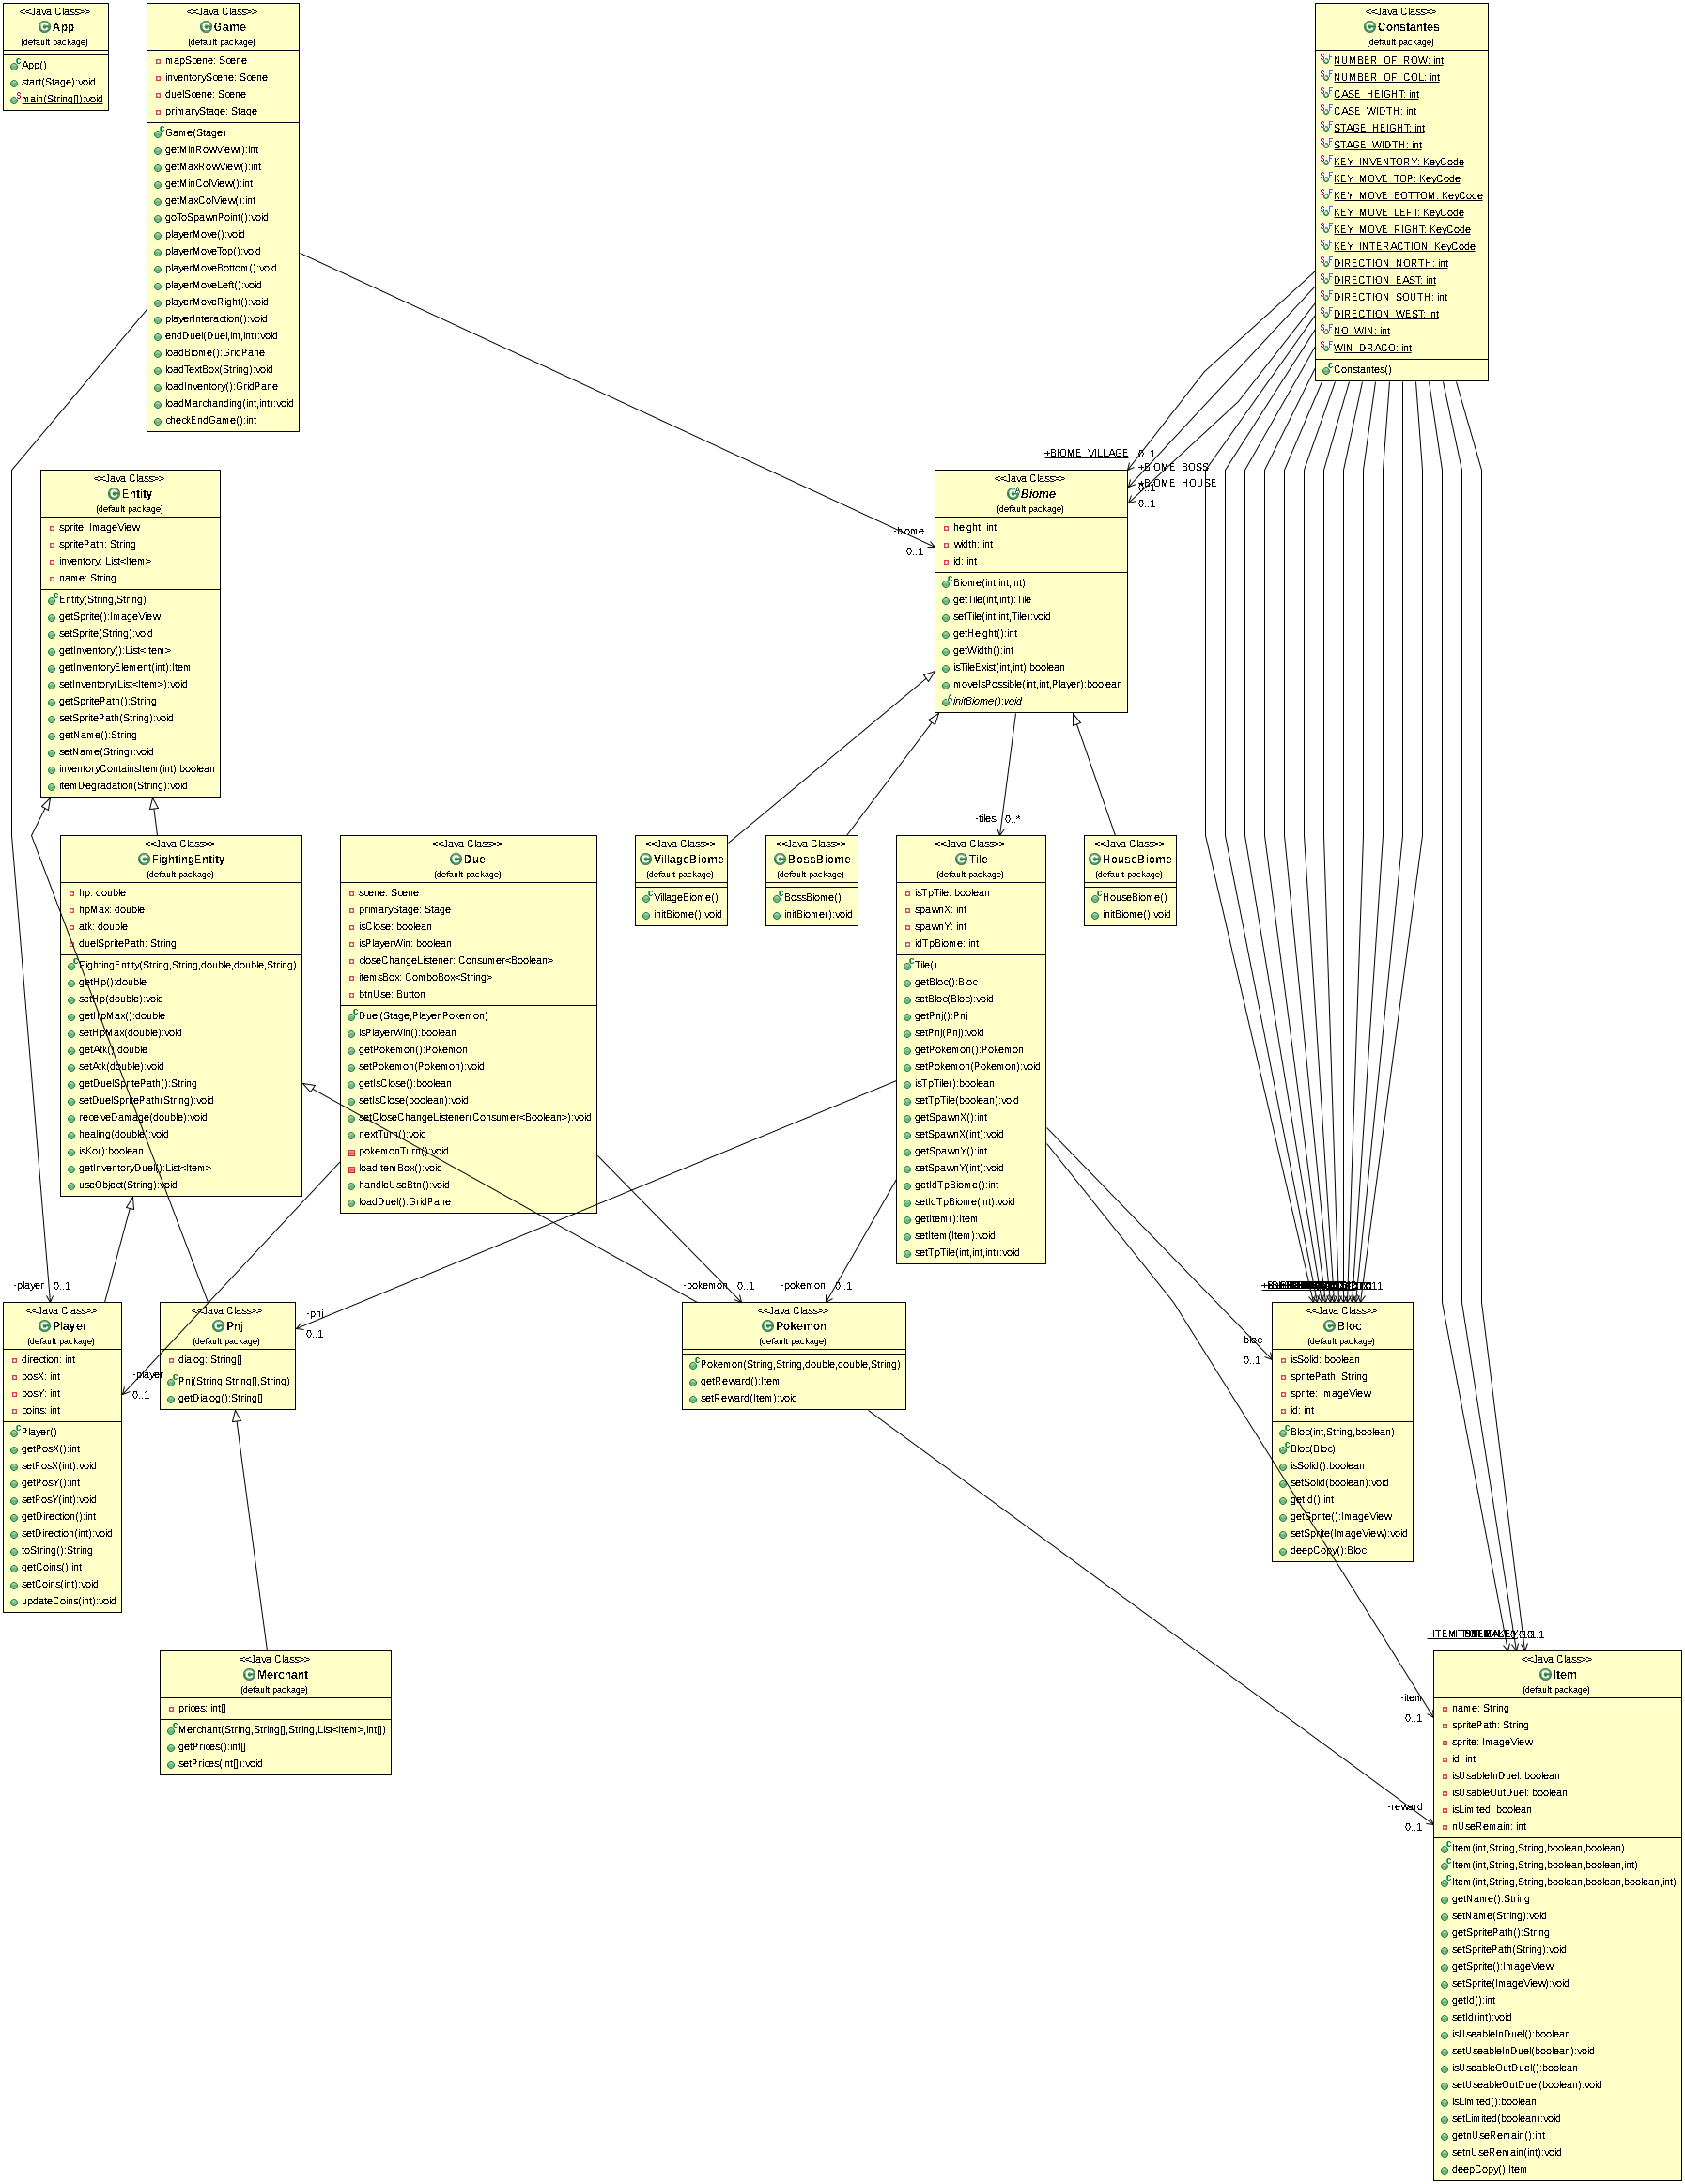 <<Java Class>>
App
(default package)
App()
start(Stage):void
main(String[]):void
<<Java Class>>
Game
(default package)
mapScene: Scene
inventoryScene: Scene
duelScene: Scene
primaryStage: Stage
Game(Stage)
getMinRowView():int
getMaxRowView():int
getMinColView():int
getMaxColView():int
goToSpawnPoint():void
playerMove():void
playerMoveTop():void
playerMoveBottom():void
playerMoveLeft():void
playerMoveRight():void
playerInteraction():void
endDuel(Duel,int,int):void
loadBiome():GridPane
loadTextBox(String):void
loadInventory():GridPane
loadMarchanding(int,int):void
checkEndGame():int
<<Java Class>>
Constantes
(default package)
NUMBER_OF_ROW: int
NUMBER_OF_COL: int
CASE_HEIGHT: int
CASE_WIDTH: int
STAGE_HEIGHT: int
STAGE_WIDTH: int
KEY_INVENTORY: KeyCode
KEY_MOVE_TOP: KeyCode
KEY_MOVE_BOTTOM: KeyCode
KEY_MOVE_LEFT: KeyCode
KEY_MOVE_RIGHT: KeyCode
KEY_INTERACTION: KeyCode
DIRECTION_NORTH: int
DIRECTION_EAST: int
DIRECTION_SOUTH: int
DIRECTION_WEST: int
NO_WIN: int
WIN_DRACO: int
Constantes()
+BIOME_VILLAGE
0..1
+BIOME_BOSS
0..1
+BIOME_HOUSE
0..1
-biome
0..1
<<Java Class>>
Entity
(default package)
sprite: ImageView
spritePath: String
inventory: List<Item>
name: String
Entity(String,String)
getSprite():ImageView
setSprite(String):void
getInventory():List<Item>
getInventoryElement(int):Item
setInventory(List<Item>):void
getSpritePath():String
setSpritePath(String):void
getName():String
setName(String):void
inventoryContainsItem(int):boolean
itemDegradation(String):void
<<Java Class>>
Biome
(default package)
height: int
width: int
id: int
Biome(int,int,int)
getTile(int,int):Tile
setTile(int,int,Tile):void
getHeight():int
getWidth():int
isTileExist(int,int):boolean
moveIsPossible(int,int,Player):boolean
initBiome():void
-tiles
0..*
<<Java Class>>
FightingEntity
(default package)
hp: double
hpMax: double
atk: double
duelSpritePath: String
FightingEntity(String,String,double,double,String)
getHp():double
setHp(double):void
getHpMax():double
setHpMax(double):void
getAtk():double
setAtk(double):void
getDuelSpritePath():String
setDuelSpritePath(String):void
receiveDamage(double):void
healing(double):void
isKo():boolean
getInventoryDuel():List<Item>
useObject(String):void
<<Java Class>>
Duel
(default package)
scene: Scene
primaryStage: Stage
isClose: boolean
isPlayerWin: boolean
closeChangeListener: Consumer<Boolean>
itemsBox: ComboBox<String>
btnUse: Button
Duel(Stage,Player,Pokemon)
isPlayerWin():boolean
getPokemon():Pokemon
setPokemon(Pokemon):void
getIsClose():boolean
setIsClose(boolean):void
setCloseChangeListener(Consumer<Boolean>):void
nextTurn():void
pokemonTurn():void
loadItemBox():void
handleUseBtn():void
loadDuel():GridPane
<<Java Class>>
VillageBiome
(default package)
VillageBiome()
initBiome():void
<<Java Class>>
BossBiome
(default package)
BossBiome()
initBiome():void
<<Java Class>>
Tile
(default package)
isTpTile: boolean
spawnX: int
spawnY: int
idTpBiome: int
Tile()
getBloc():Bloc
setBloc(Bloc):void
getPnj():Pnj
setPnj(Pnj):void
getPokemon():Pokemon
setPokemon(Pokemon):void
isTpTile():boolean
setTpTile(boolean):void
getSpawnX():int
setSpawnX(int):void
getSpawnY():int
setSpawnY(int):void
getIdTpBiome():int
setIdTpBiome(int):void
getItem():Item
setItem(Item):void
setTpTile(int,int,int):void
<<Java Class>>
HouseBiome
(default package)
HouseBiome()
initBiome():void
-player
0..1
<<Java Class>>
Player
(default package)
direction: int
posX: int
posY: int
coins: int
Player()
getPosX():int
setPosX(int):void
getPosY():int
setPosY(int):void
getDirection():int
setDirection(int):void
toString():String
getCoins():int
setCoins(int):void
updateCoins(int):void
-player
0..1
<<Java Class>>
Pnj
(default package)
dialog: String[]
Pnj(String,String[],String)
getDialog():String[]
-pnj
0..1
-pokemon
0..1
-pokemon
0..1
<<Java Class>>
Pokemon
(default package)
Pokemon(String,String,double,double,String)
getReward():Item
setReward(Item):void
-bloc
0..1
<<Java Class>>
Bloc
(default package)
isSolid: boolean
spritePath: String
sprite: ImageView
id: int
Bloc(int,String,boolean)
Bloc(Bloc)
isSolid():boolean
setSolid(boolean):void
getId():int
getSprite():ImageView
setSprite(ImageView):void
deepCopy():Bloc
<<Java Class>>
Merchant
(default package)
prices: int[]
Merchant(String,String[],String,List<Item>,int[])
getPrices():int[]
setPrices(int[]):void
-item
0..1
-reward
0..1
<<Java Class>>
Item
(default package)
name: String
spritePath: String
sprite: ImageView
id: int
isUsableInDuel: boolean
isUsableOutDuel: boolean
isLimited: boolean
nUseRemain: int
Item(int,String,String,boolean,boolean)
Item(int,String,String,boolean,boolean,int)
Item(int,String,String,boolean,boolean,boolean,int)
getName():String
setName(String):void
getSpritePath():String
setSpritePath(String):void
getSprite():ImageView
setSprite(ImageView):void
getId():int
setId(int):void
isUseableInDuel():boolean
setUseableInDuel(boolean):void
isUseableOutDuel():boolean
setUseableOutDuel(boolean):void
isLimited():boolean
setLimited(boolean):void
getnUseRemain():int
setnUseRemain(int):void
deepCopy():Item